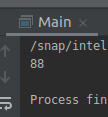 Main
/snap/intel
88
Process fin